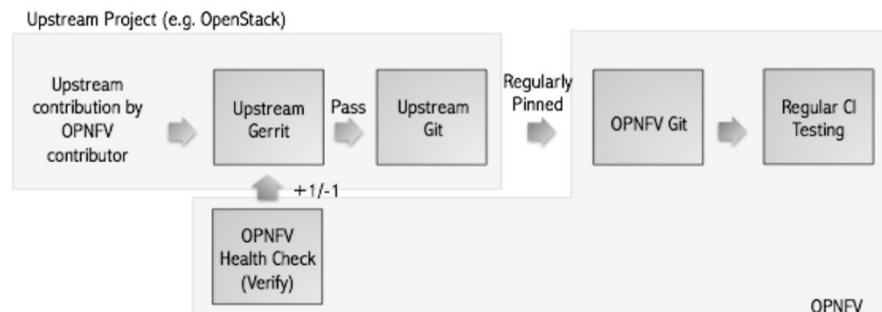 Upstream Project (e.g. OpenStack)
Upstream
contribution by
OPNFV
contributor
Upstream
Gerrit
Pass
Upstream
Git
Regularly
Pinned
OPNFV Git
Regular CI
Testing
+1/-1
OPNFV
Health Check
(Verify)
OPNFV